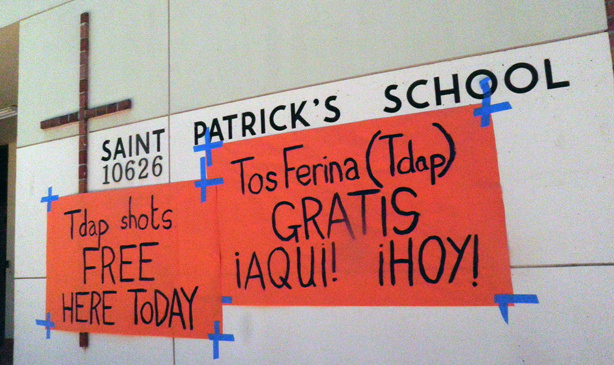 SAINT PATRICK'S SCHOOL
10626
Tdap shots
FREE
HERE TODAY
Tos Ferina (Tdap)
GRATIS
¡AQUI! ¡HOY!